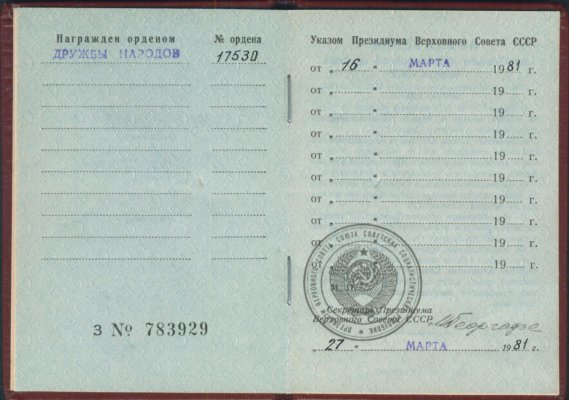 Награжден орденом № ордена
ДРУЖБЫ НАРОДОВ 17530
З № 783929
Указом Президиума Верховного Совета СССР
от „16 “ МАРТА 1981 г.
от „ “ 19 г.
от „ “ 19 г.
от „ “ 19 г.
от „ “ 19 г.
от „ “ 19 г.
от „ “ 19 г.
от „ “ 19 г.
от „ “ 19 г.
от „ “ 19 г.
М. П.
Секретарь Президиума
Верховного Совета СССР
МГеоргадзе
„27 “ МАРТА 1981 г.